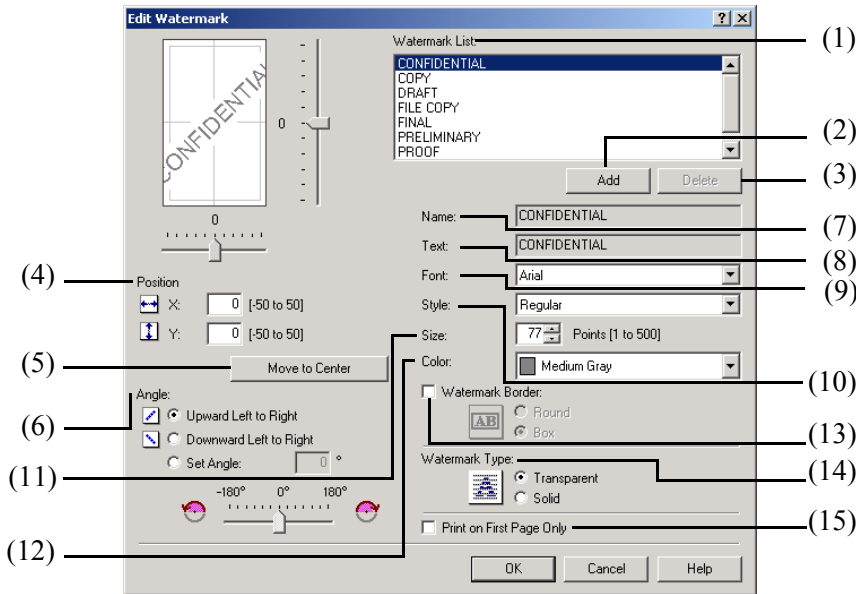 Edit Watermark
Watermark List:
(1)
CONFIDENTIAL
CONFIDENTIAL
COPY
DRAFT
FILE COPY
FINAL
PRELIMINARY
PROOF
0
(2)
Add
Delete
(3)
0
Name:
CONFIDENTIAL
(7)
Text:
CONFIDENTIAL
(8)
(4)
Position
Font:
Arial
(9)
X: 0 [-50 to 50]
Style:
Regular
Y: 0 [-50 to 50]
Size:
77 Points [1 to 500]
(5)
Move to Center
Color:
Medium Gray
(10)
Angle:
Watermark Border:
(6)
Upward Left to Right
AB
Round
Box
(13)
Downward Left to Right
Set Angle: 0 °
Watermark Type:
(14)
(11)
Transparent
Solid
-180° 0° 180°
Print on First Page Only
(15)
(12)
OK
Cancel
Help